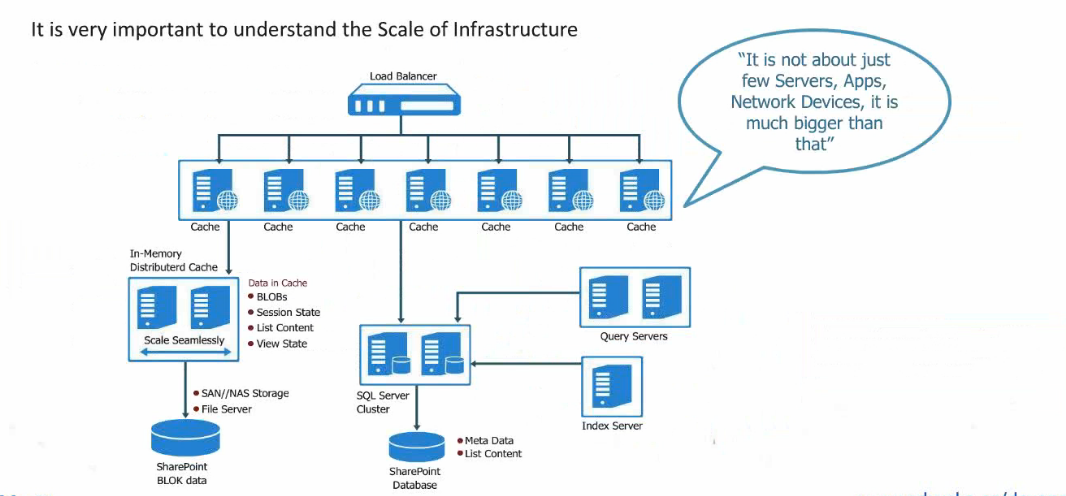 It is very important to understand the Scale of Infrastructure
"It is not about just
few Servers, Apps,
Network Devices, it is
much bigger than
that"
Load Balancer
Cache
Cache
Cache
Cache
Cache
Cache
Cache
In-Memory
Distributerd Cache
Data in Cache
• BLOBs
• Session State
• List Content
• View State
Scale Seamlessly
• SAN//NAS Storage
• File Server
SharePoint
BLOK data
SQL Server
Cluster
Query Servers
Index Server
• Meta Data
• List Content
SharePoint
Database